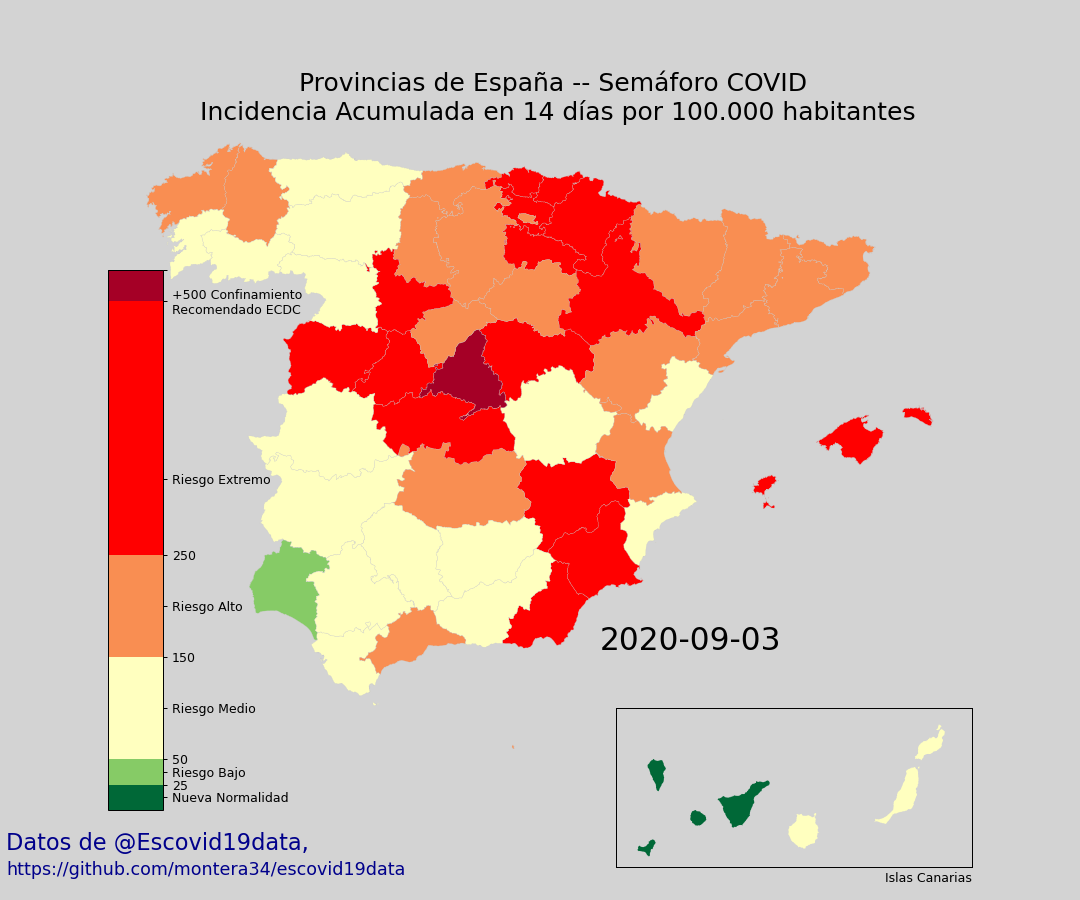 Provincias de España -- Semáforo COVID
Incidencia Acumulada en 14 días por 100.000 habitantes
+500 Confinamiento
Recomendado ECDC
Riesgo Extremo
250
Riesgo Alto
150
Riesgo Medio
50
Riesgo Bajo
25
Nueva Normalidad
2020-09-03
Islas Canarias
Datos de @Escovid19data,
https://github.com/montera34/escovid19data